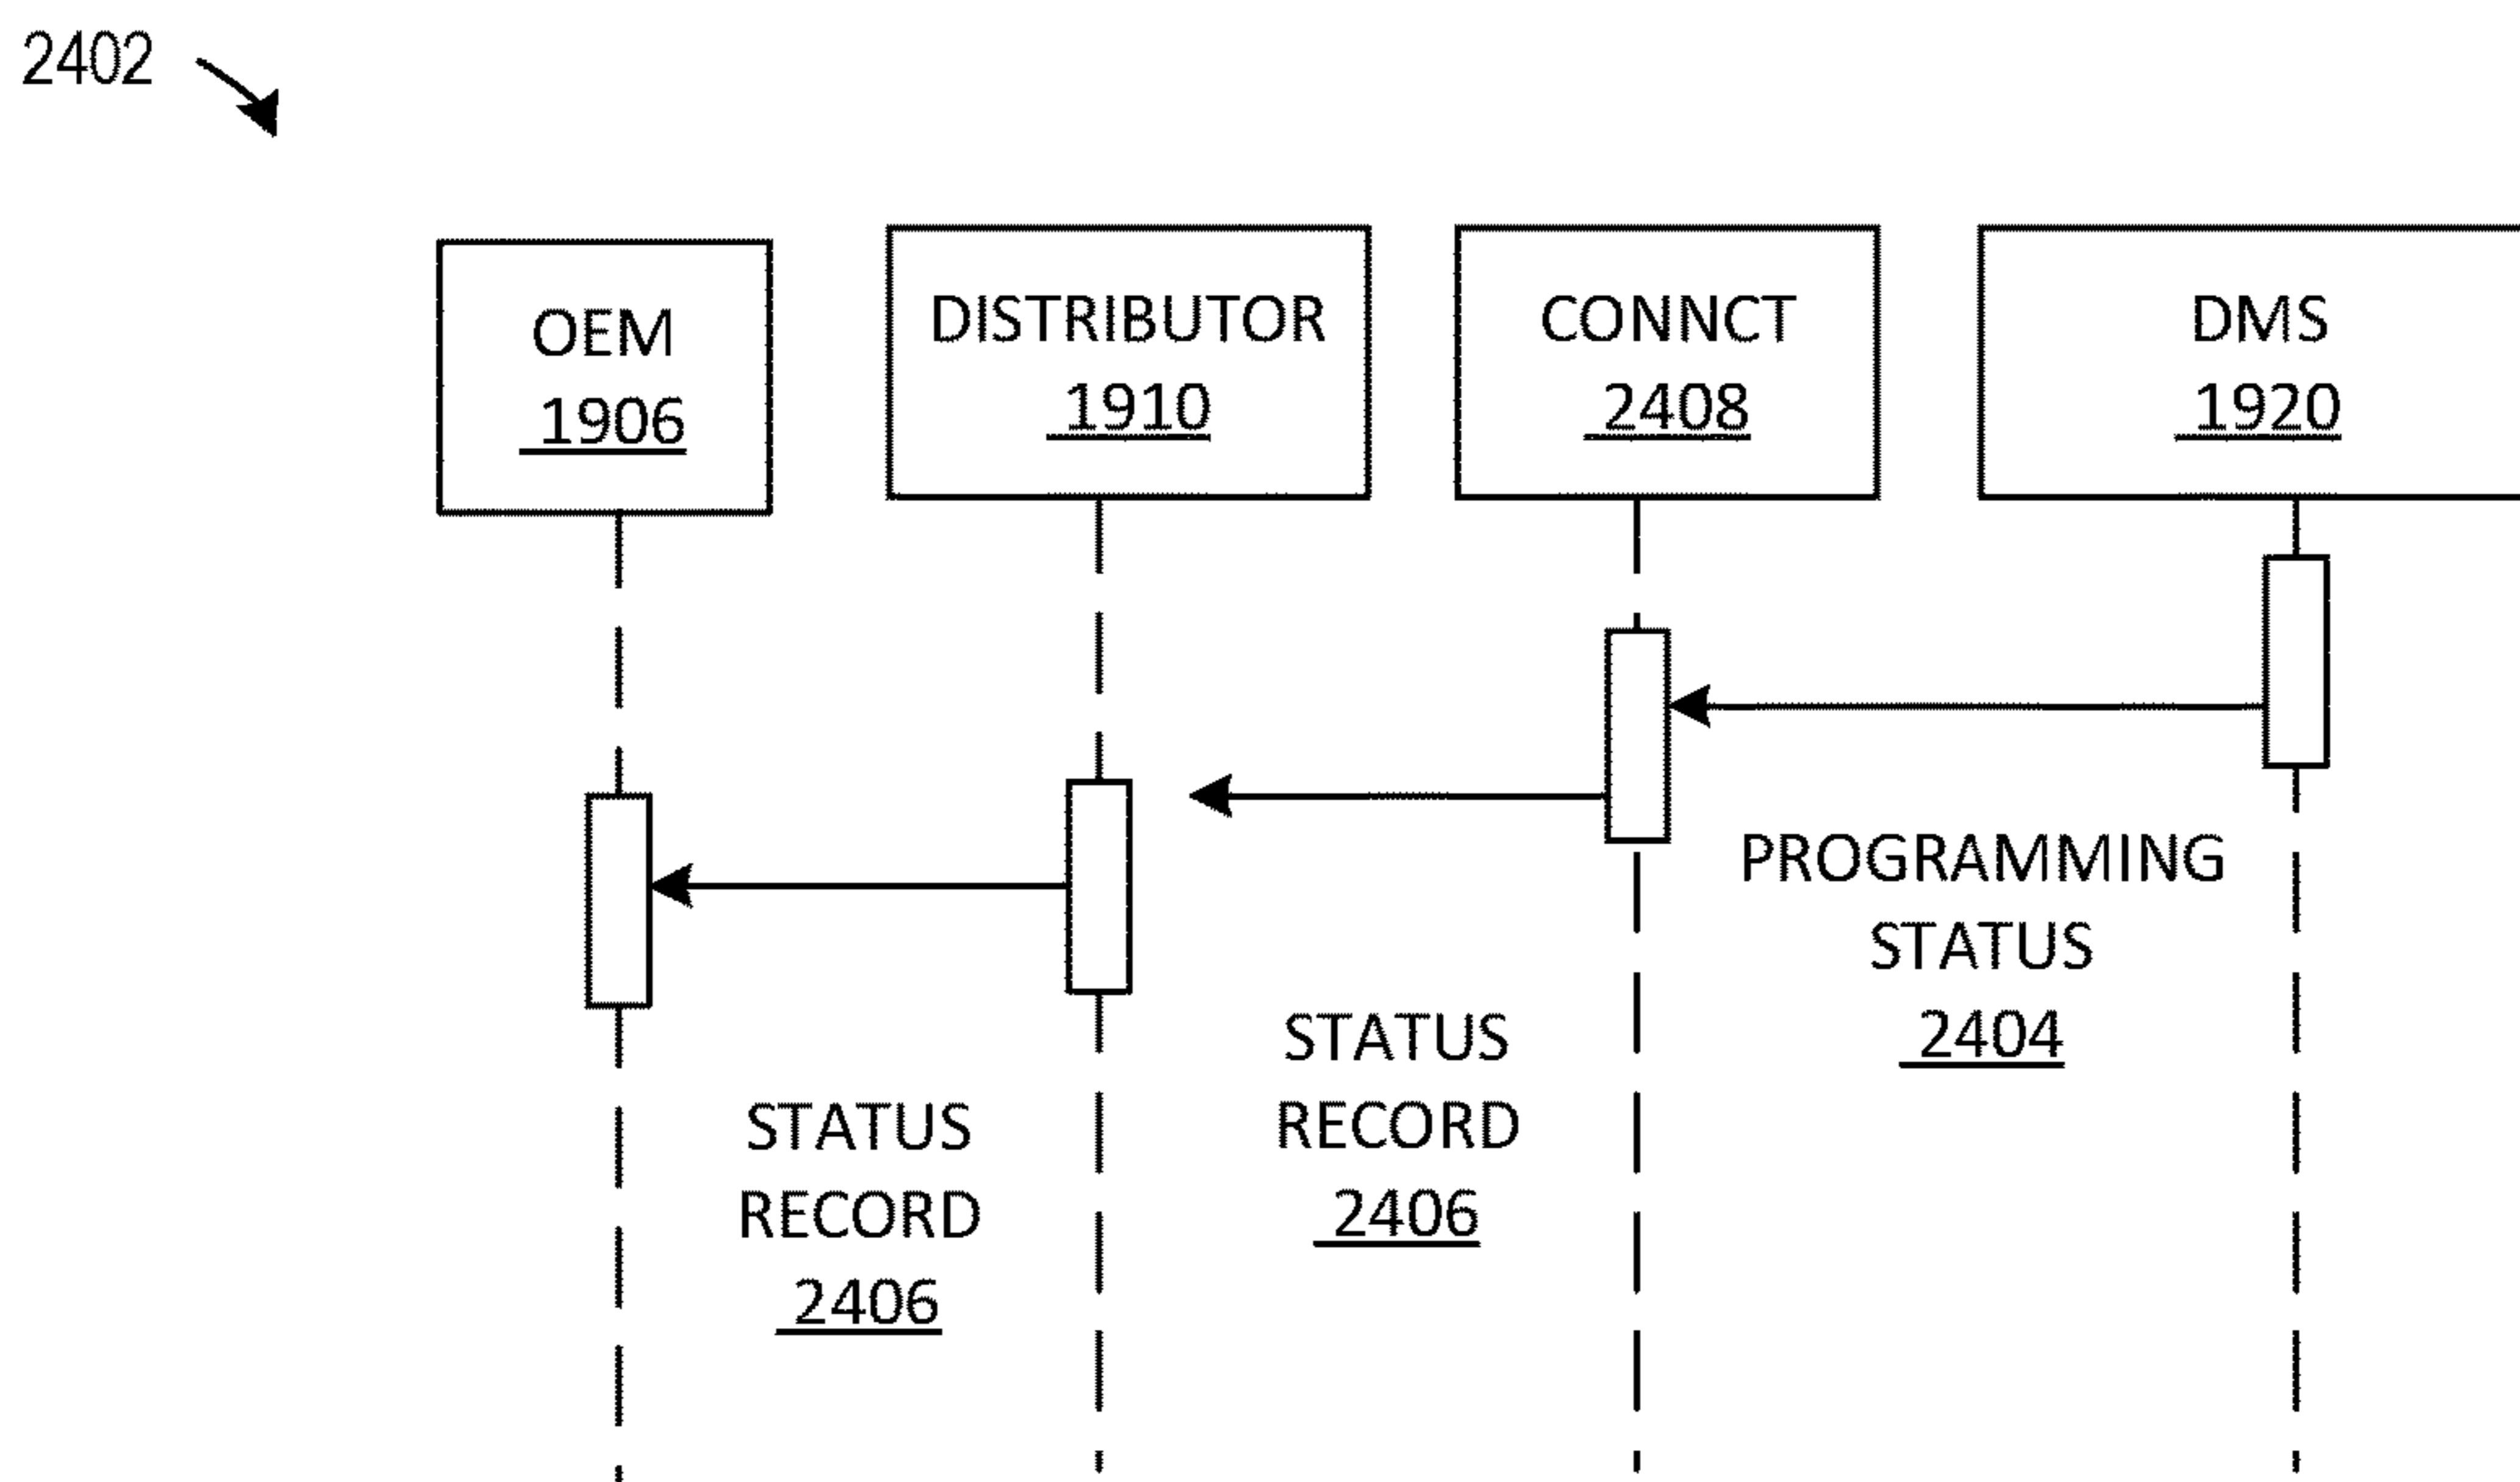 2402
OEM
1906
DISTRIBUTOR
1910
CONNCT
2408
DMS
1920
PROGRAMMING
STATUS
2404
STATUS
RECORD
2406
STATUS
RECORD
2406